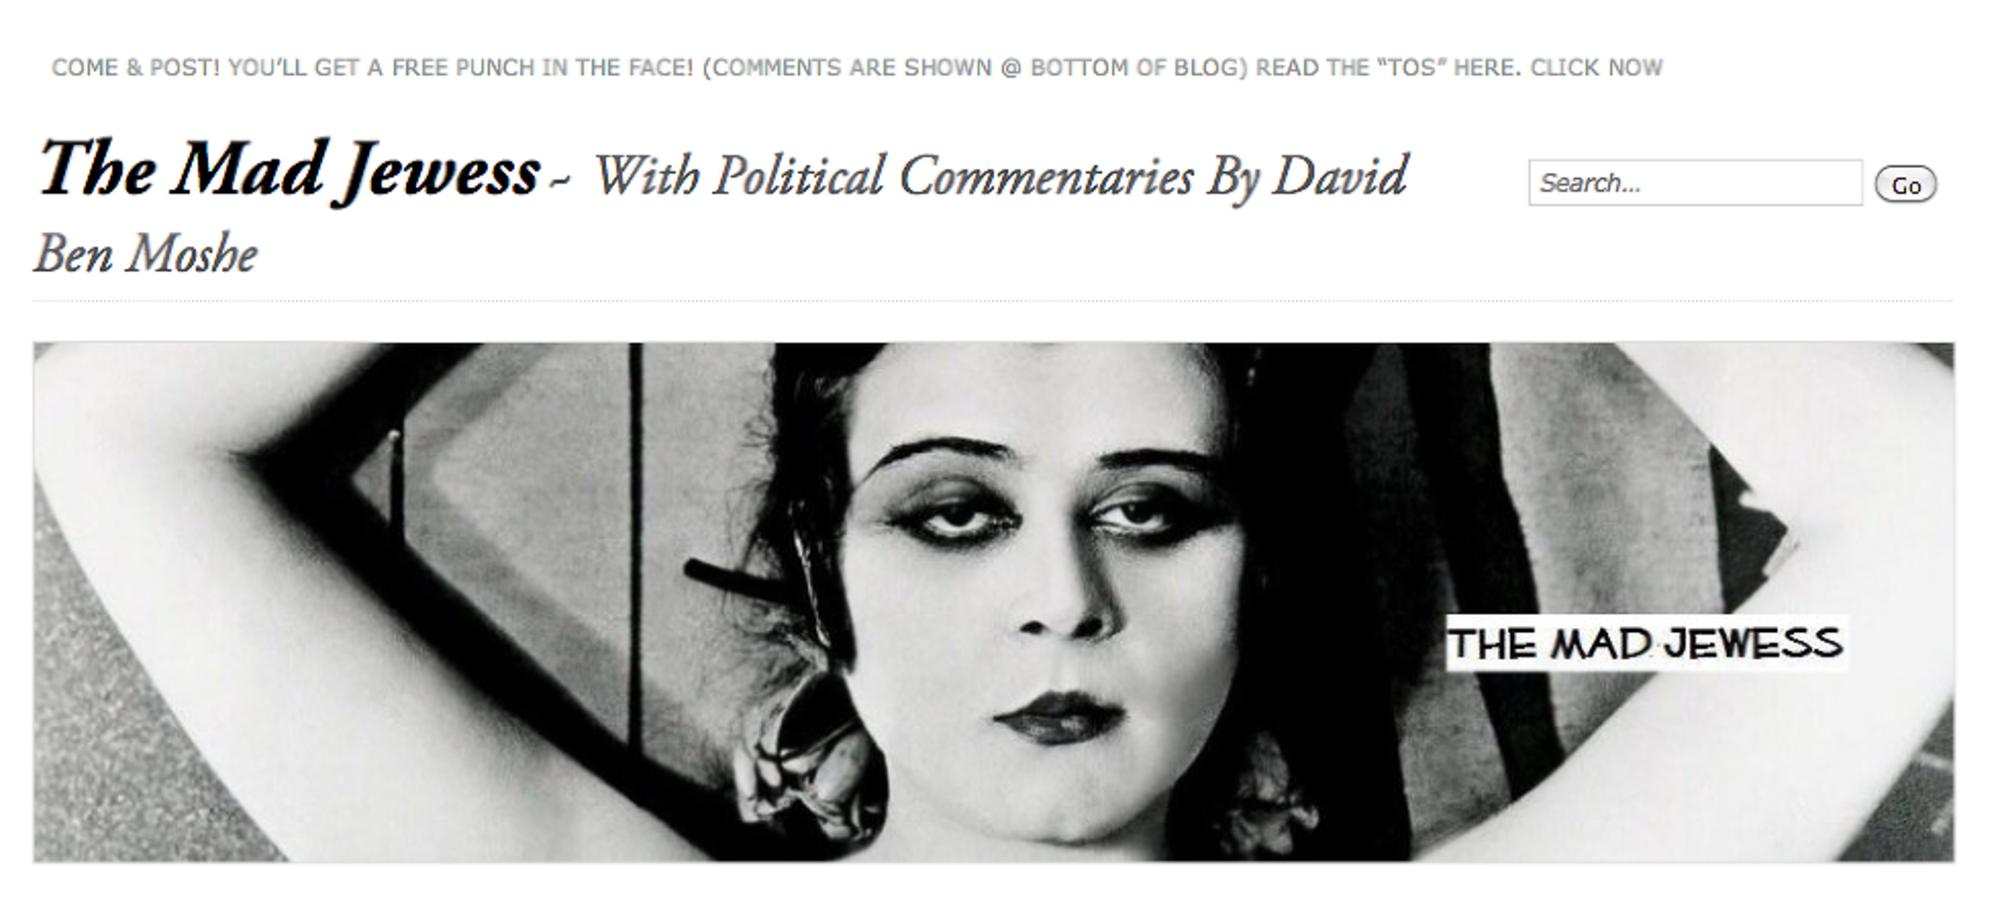 COME & POST! YOU'LL GET A FREE PUNCH IN THE FACE! (COMMENTS ARE SHOWN @ BOTTOM OF BLOG) READ THE “TOS” HERE. CLICK NOW
The Mad Jewess ~ With Political Commentaries By David
Ben Moshe
Search...
Go
THE MAD JEWESS